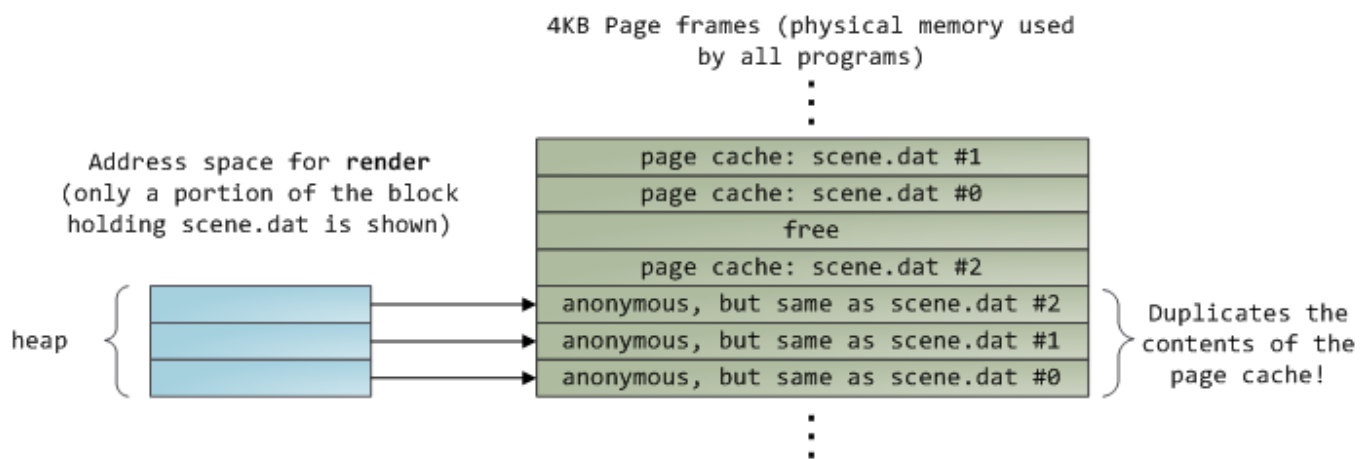 4KB Page frames (physical memory used
by all programs)
Address space for render
(only a portion of the block
holding scene.dat is shown)
page cache: scene.dat #1
page cache: scene.dat #0
free
page cache: scene.dat #2
anonymous, but same as scene.dat #2
anonymous, but same as scene.dat #1
anonymous, but same as scene.dat #0
heap
Duplicates the
contents of the
page cache!